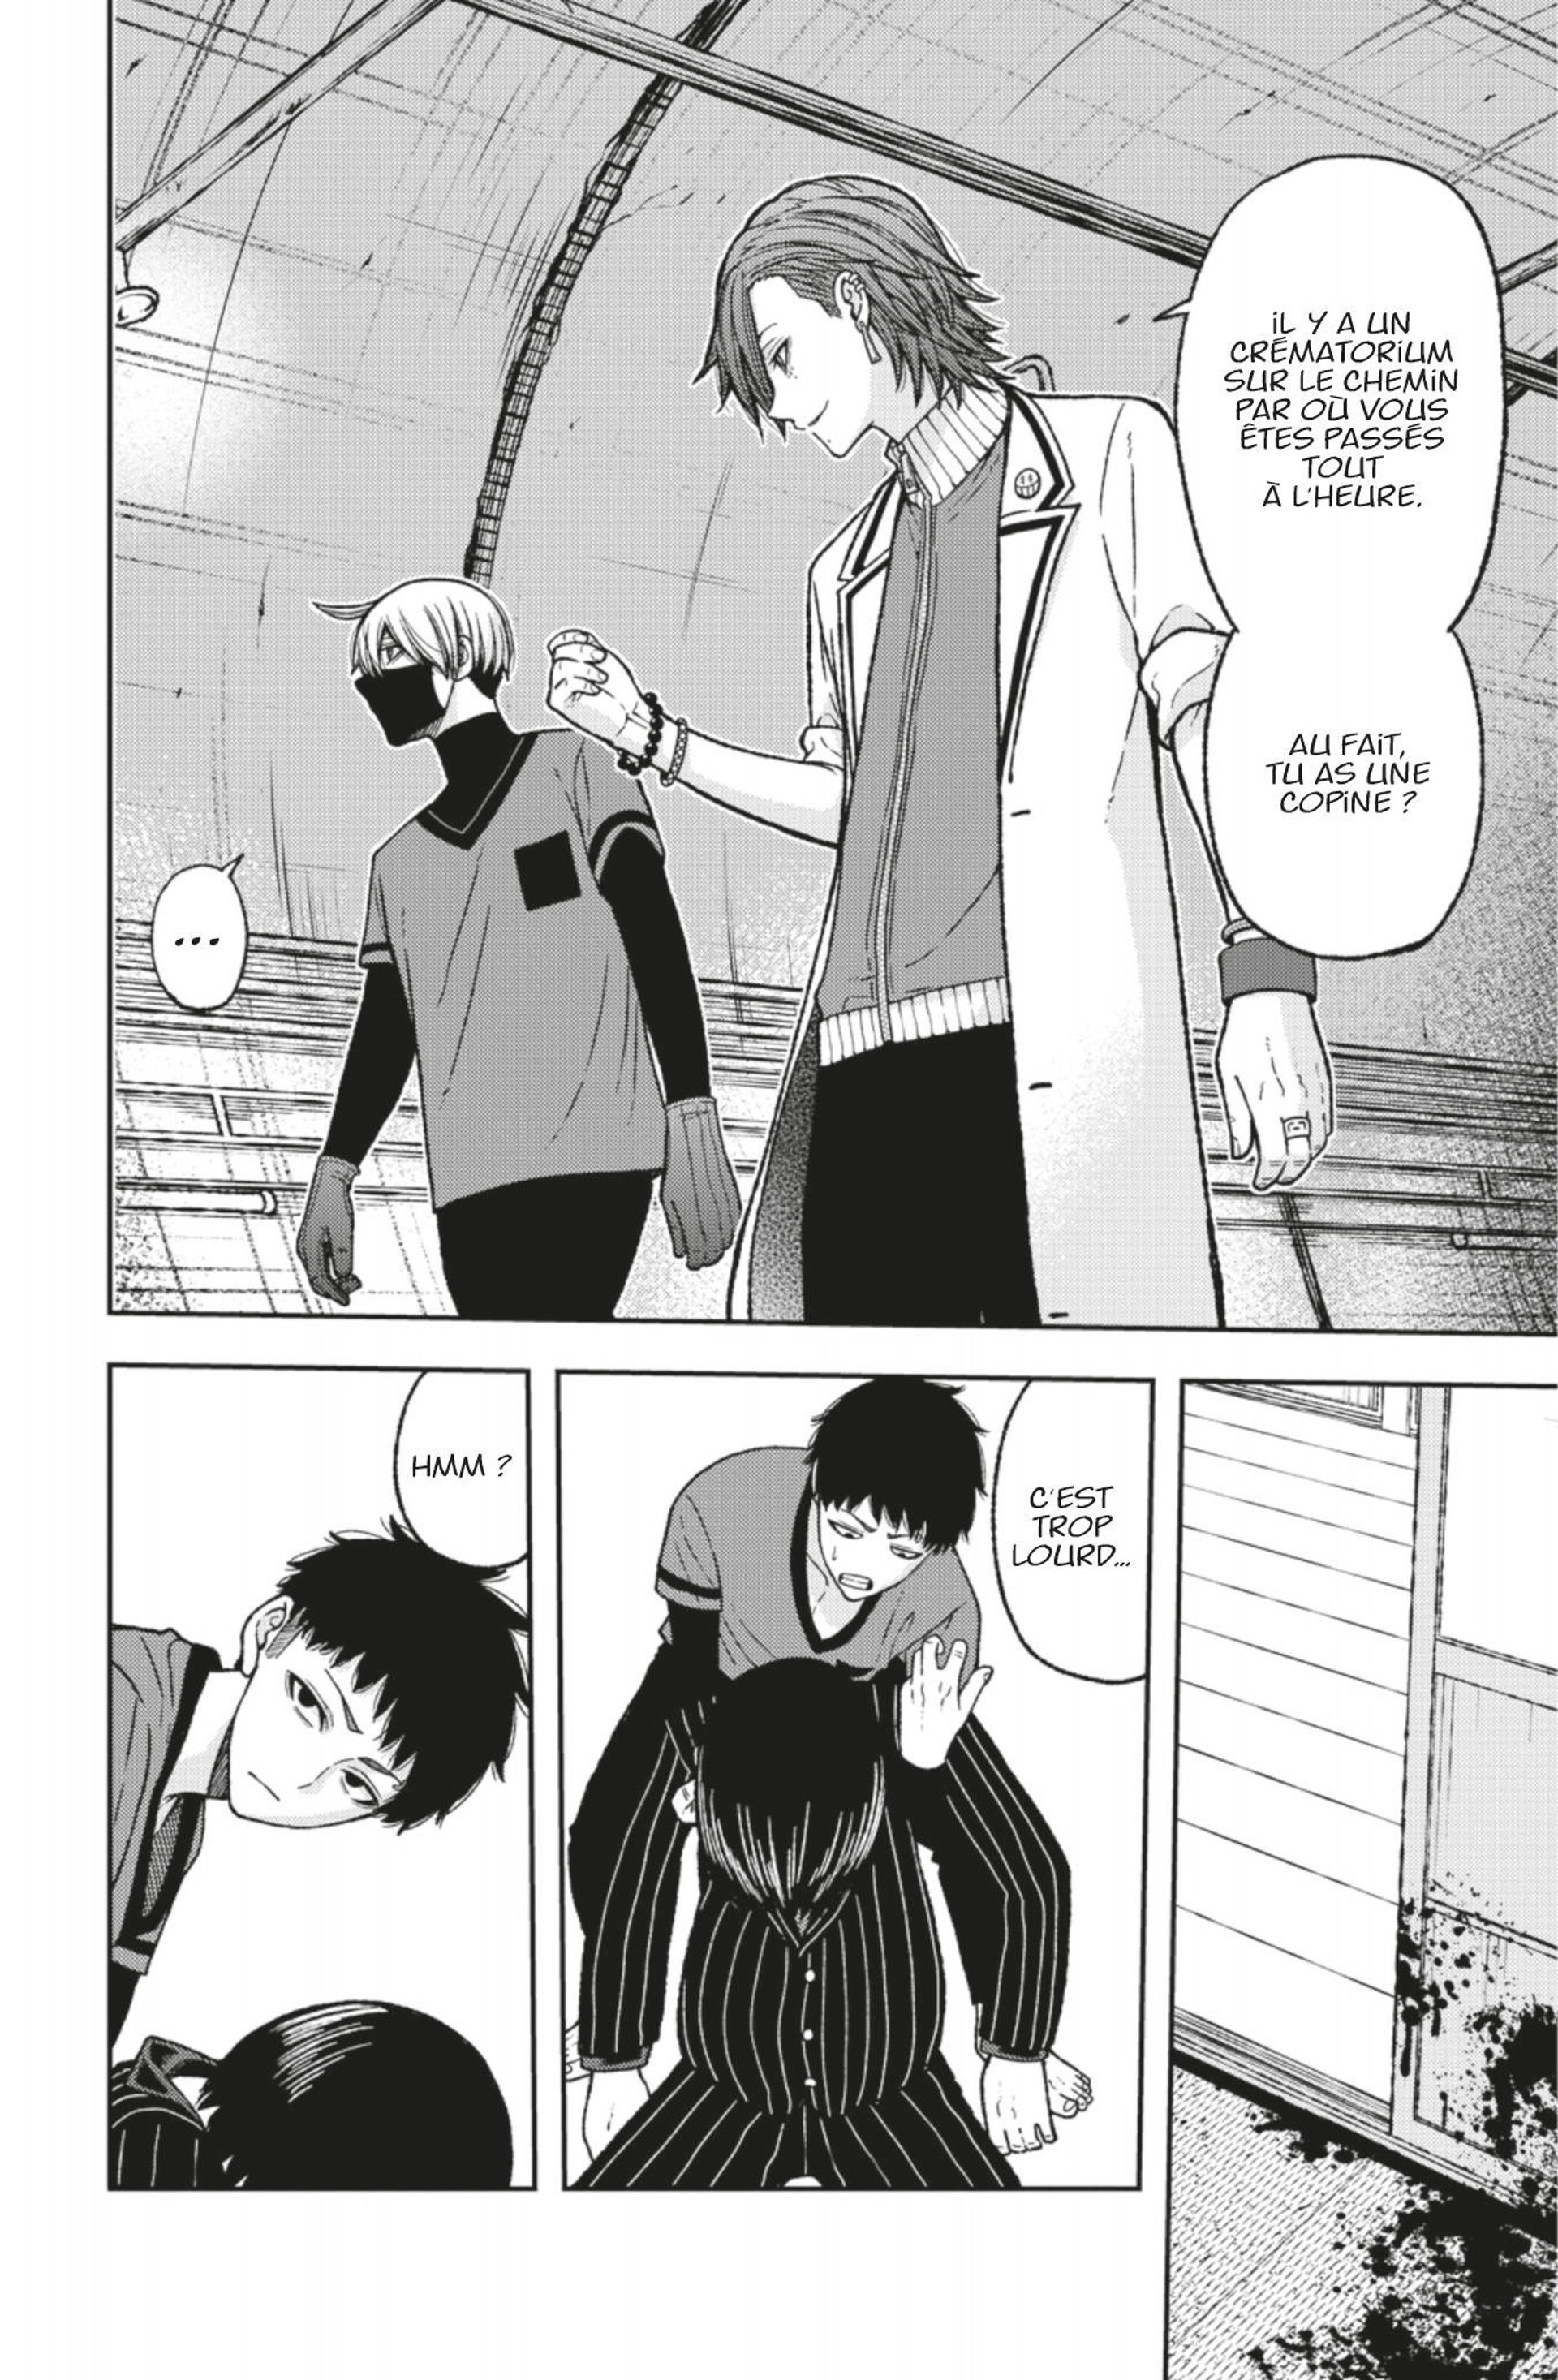 IL Y A UN
CRÉMATORIUM
SUR LE CHEMIN
PAR OÙ VOUS
ÊTES PASSÉS
TOUT
À L'HEURE.
AU FAIT,
TU AS UNE
COPINE ?
...
C'EST
TROP
LOURD...
HMM ?